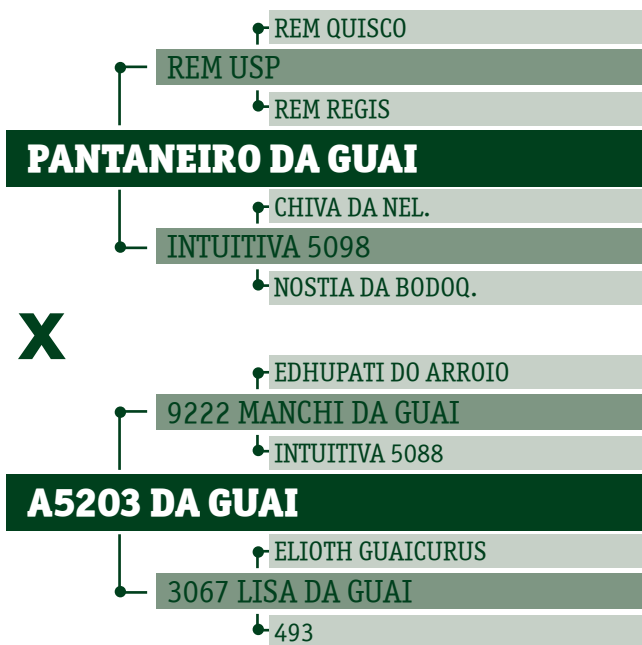 REM QUISCO
REM USP
REM REGIS
PANTANEIRO DA GUAI
CHIVA DA NEL.
INTUITIVA 5098
NOSTIA DA BODOQ.
X
EDHUPATI DO ARROIO
9222 MANCHI DA GUAI
INTUITIVA 5088
A5203 DA GUAI
ELIOTH GUAICURUS
3067 LISA DA GUAI
493